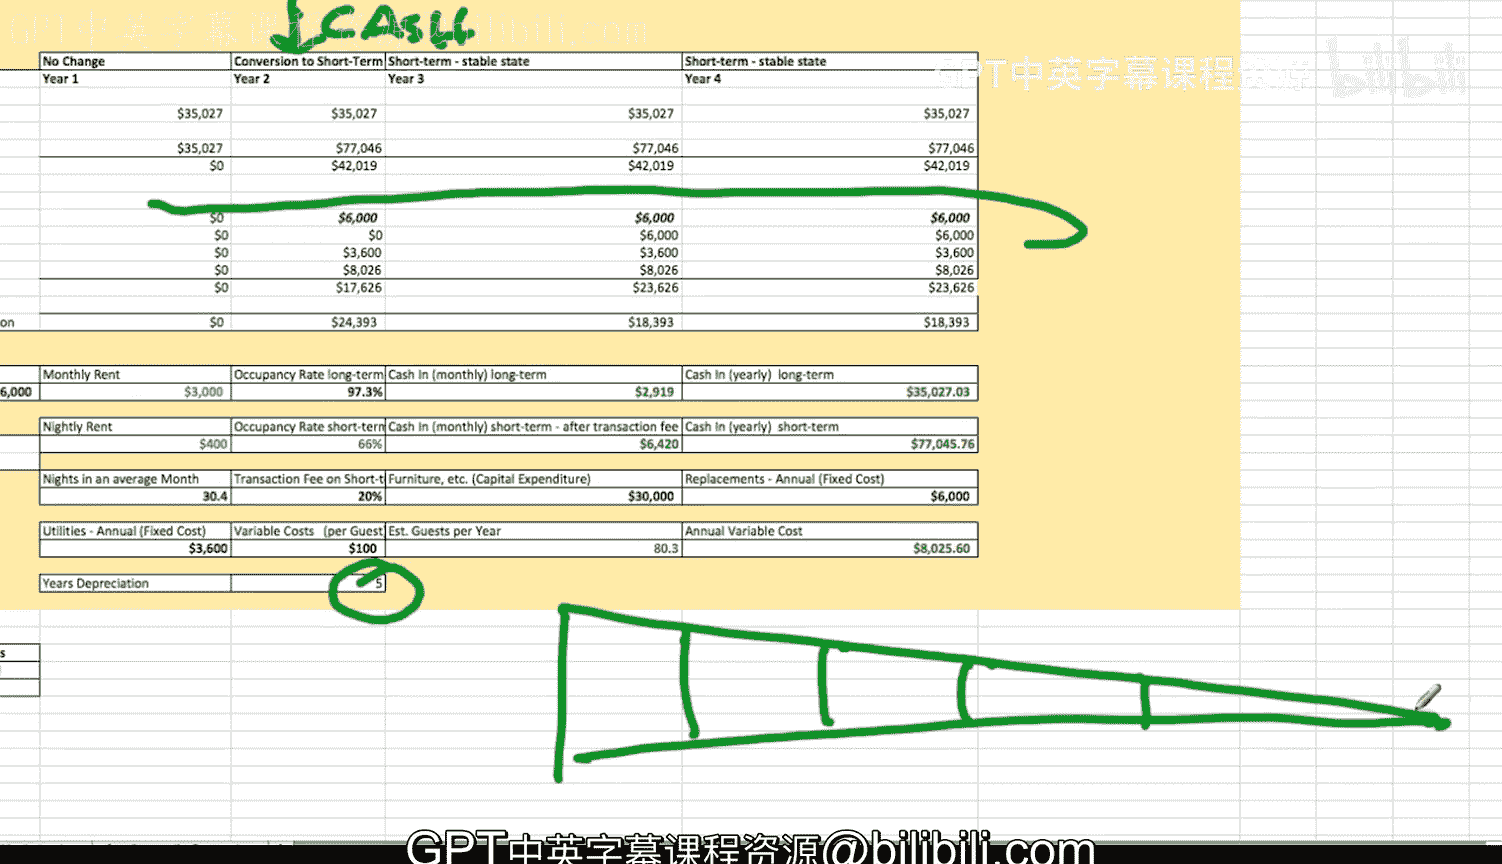 CASH
GPT中英字幕课程资源 bilibili
No Change Conversion to Short-Term Short-term - stable state Short-term - stable state
Year 1 Year 2 Year 3 Year 4
$35,027 $35,027 $35,027 $35,027
$35,027 $77,046 $77,046 $77,046
$0 $42,019 $42,019 $42,019
$0 $6,000 $6,000 $6,000
$0 $0 $6,000 $6,000
$0 $3,600 $3,600 $3,600
$0 $8,026 $8,026 $8,026
$0 $17,626 $23,626 $23,626
on $0 $24,393 $18,393 $18,393
Monthly Rent Occupancy Rate long-term Cash In (monthly) long-term Cash In (yearly) long-term
6,000 $3,000 97.3% $2,919 $35,027.03
Nightly Rent Occupancy Rate short-term Cash In (monthly) short-term - after transaction fee Cash In (yearly) short-term
$400 66% $6,420 $77,045.76
Nights in an average Month Transaction Fee on Short-t Furniture, etc. (Capital Expenditure) Replacements - Annual (Fixed Cost)
30.4 20% $30,000 $6,000
Utilities - Annual (Fixed Cost) Variable Costs (per Guest Est. Guests per Year Annual Variable Cost
$3,600 $100 80.3 $8,025.60
Years Depreciation 5
s
GPT中英字幕课程资源@bilibili.com